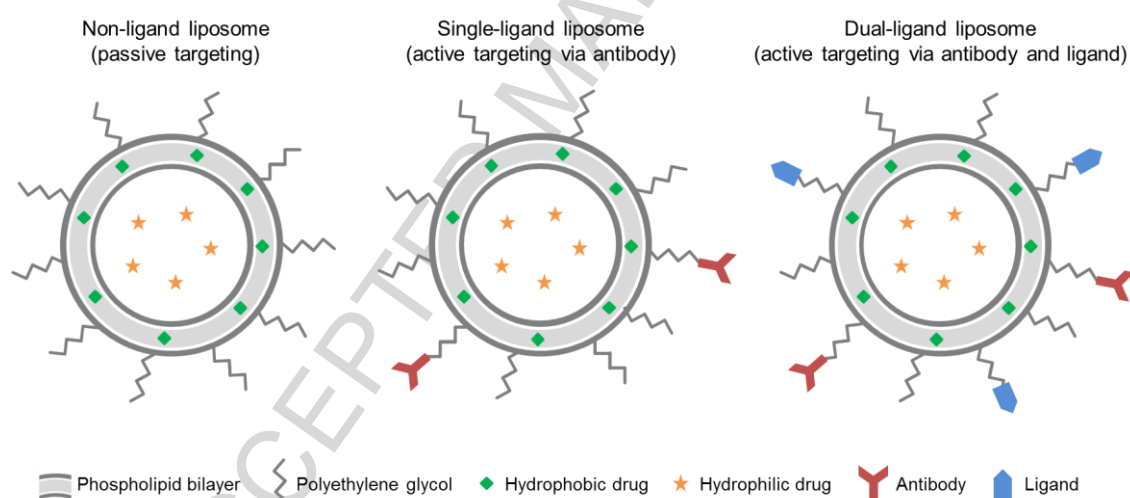 Non-ligand liposome
(passive targeting)
Single-ligand liposome
(active targeting via antibody)
Dual-ligand liposome
(active targeting via antibody and ligand)
Phospholipid bilayer
Polyethylene glycol
Hydrophobic drug
Hydrophilic drug
Antibody
Ligand